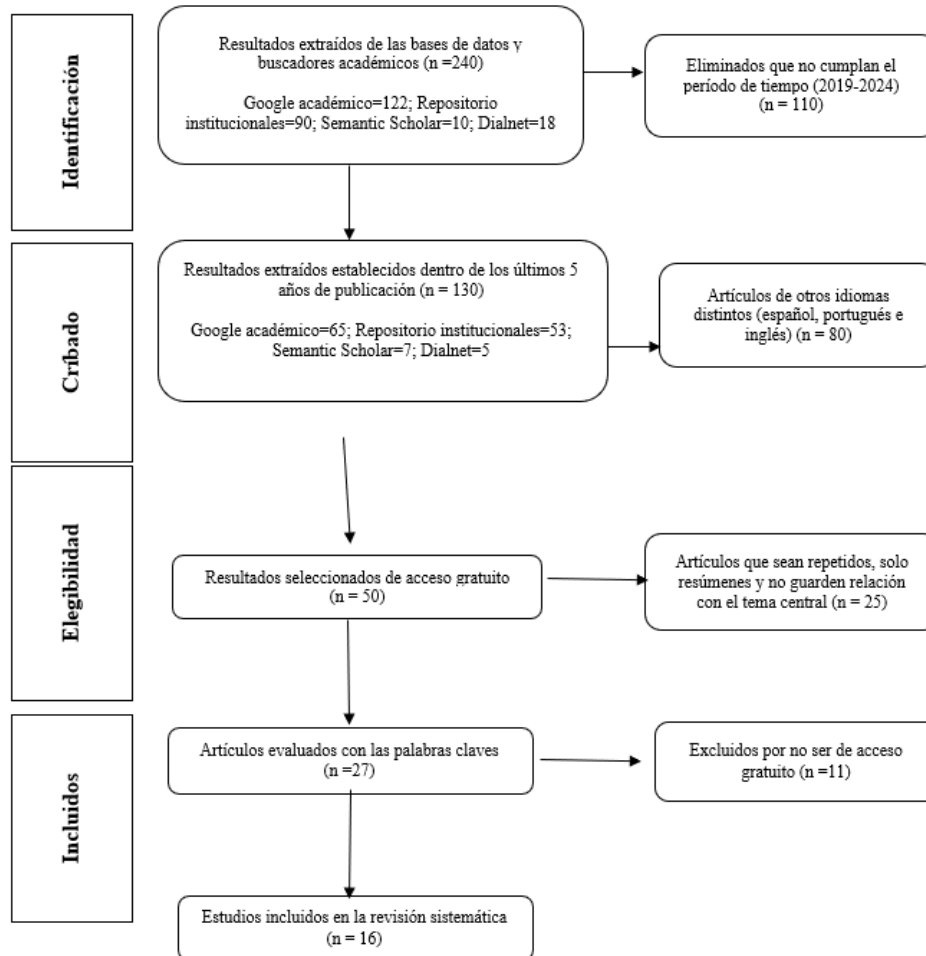 Identificación
Resultados extraídos de las bases de datos y
buscadores académicos (n =240)
Google académico=122; Repositorio
institucionales=90; Semantic Scholar=10; Dialnet=18
Eliminados que no cumplan el
período de tiempo (2019-2024)
(n = 110)
Cribado
Resultados extraídos establecidos dentro de los últimos 5
años de publicación (n = 130)
Google académico=65; Repositorio institucionales=53;
Semantic Scholar=7; Dialnet=5
Artículos de otros idiomas
distintos (español, portugués e
inglés) (n = 80)
Elegibilidad
Resultados seleccionados de acceso gratuito
(n = 50)
Artículos que sean repetidos, solo
resúmenes y no guarden relación
con el tema central (n = 25)
Incluidos
Artículos evaluados con las palabras claves
(n =27)
Excluidos por no ser de acceso
gratuito (n =11)
Estudios incluidos en la revisión sistemática
(n = 16)